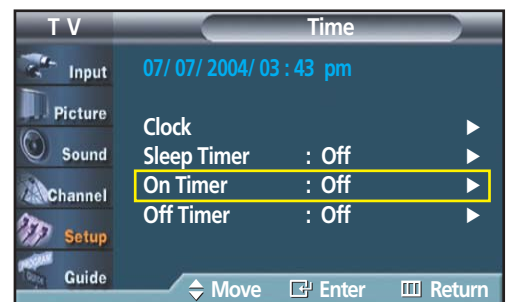 T V
Time
Input
07/ 07/ 2004/ 03 : 43 pm
Picture
Clock
Sound
Sleep Timer : Off
On Timer : Off
Channel
Off Timer : Off
Setup
Guide
Move Enter Return